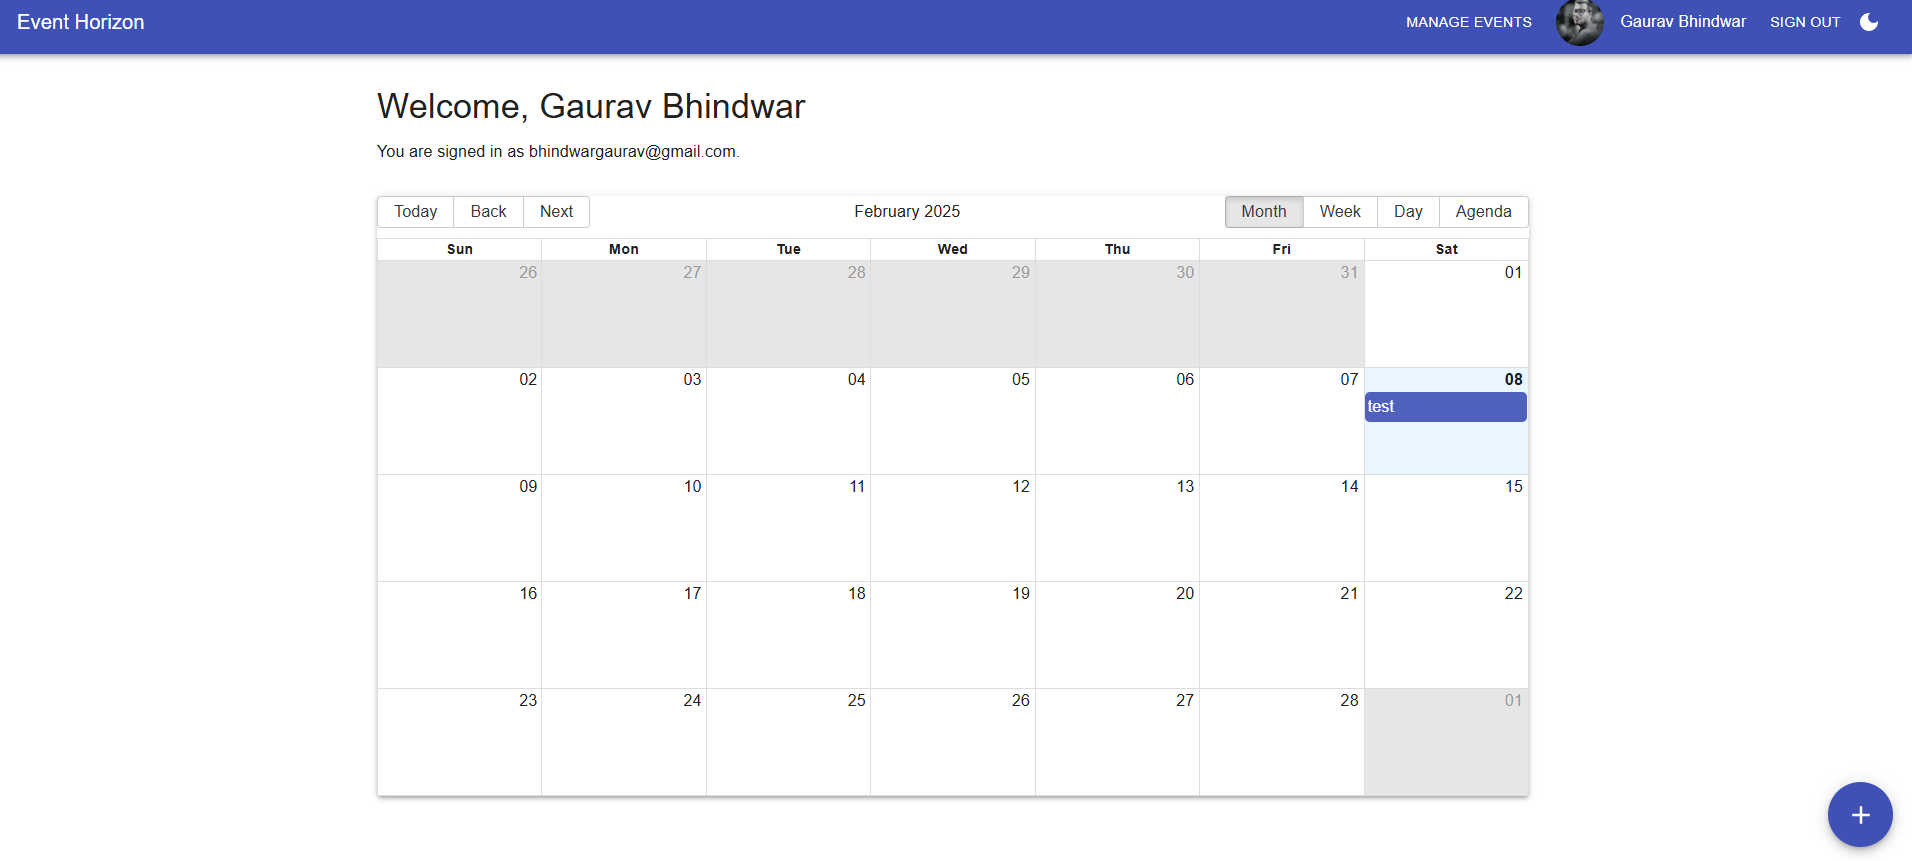 Event Horizon MANAGE EVENTS Gaurav Bhindwar SIGN OUT
Welcome, Gaurav Bhindwar
You are signed in as bhindwargaurav@gmail.com.
Today Back Next February 2025 Month Week Day Agenda
Sun Mon Tue Wed Thu Fri Sat
26 27 28 29 30 31 01
02 03 04 05 06 07 08
test
09 10 11 12 13 14 15
16 17 18 19 20 21 22
23 24 25 26 27 28 01
+